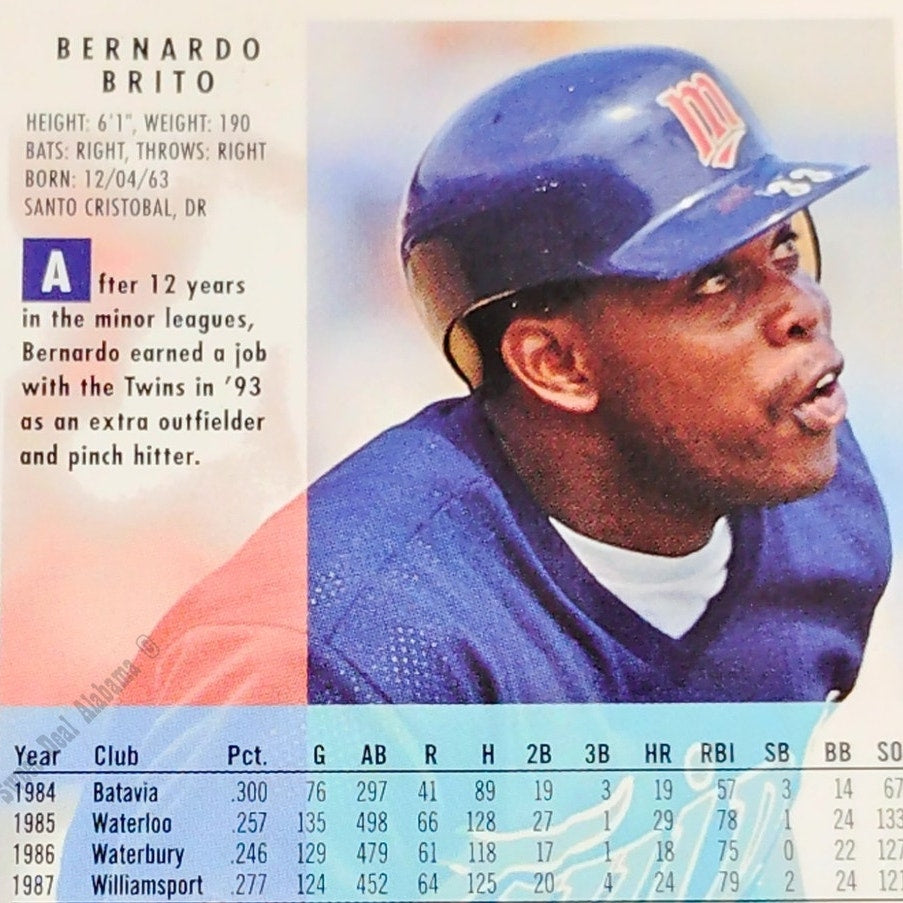 BERNARDO
BRITO
HEIGHT: 6'1", WEIGHT: 190
BATS: RIGHT, THROWS: RIGHT
BORN: 12/04/63
SANTO CRISTOBAL, DR
After 12 years
in the minor leagues,
Bernardo earned a job
with the Twins in '93
as an extra outfielder
and pinch hitter.
m
Super Deal Alabama ©
Year Club Pct. G AB R H 2B 3B HR RBI SB BB SO
1984 Batavia .300 76 297 41 89 19 3 19 57 3 14 67
1985 Waterloo .257 135 498 66 128 27 1 29 78 1 24 133
1986 Waterbury .246 129 479 61 118 17 1 18 75 0 22 127
1987 Williamsport .277 124 452 64 125 20 4 24 79 2 24 121